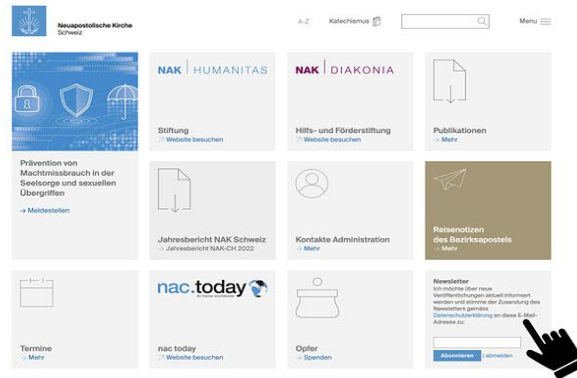 Neuapostolische Kirche
Schweiz
A–Z
Katechismus
Menu
NAK HUMANITAS
Stiftung
Website besuchen
NAK DIAKONIA
Hilfs- und Förderstiftung
Website besuchen
Publikationen
→ Mehr
Prävention von
Machtmissbrauch in der
Seelsorge und sexuellen
Übergriffen
→ Meldestellen
Jahresbericht NAK Schweiz
→ Jahresbericht NAK-CH 2022
Kontakte Administration
→ Mehr
Reisenotizen
des Bezirksapostels
→ Mehr
Termine
→ Mehr
nac.today
At home worldwide
nac today
Website besuchen
Opfer
→ Spenden
Newsletter
Ich möchte über neue
Veröffentlichungen aktuell informiert
werden und stimme der Zusendung des
Newsletters gemäss
Datenschutzerklärung an diese E-Mail-
Adresse zu:
Abonnieren | abmelden